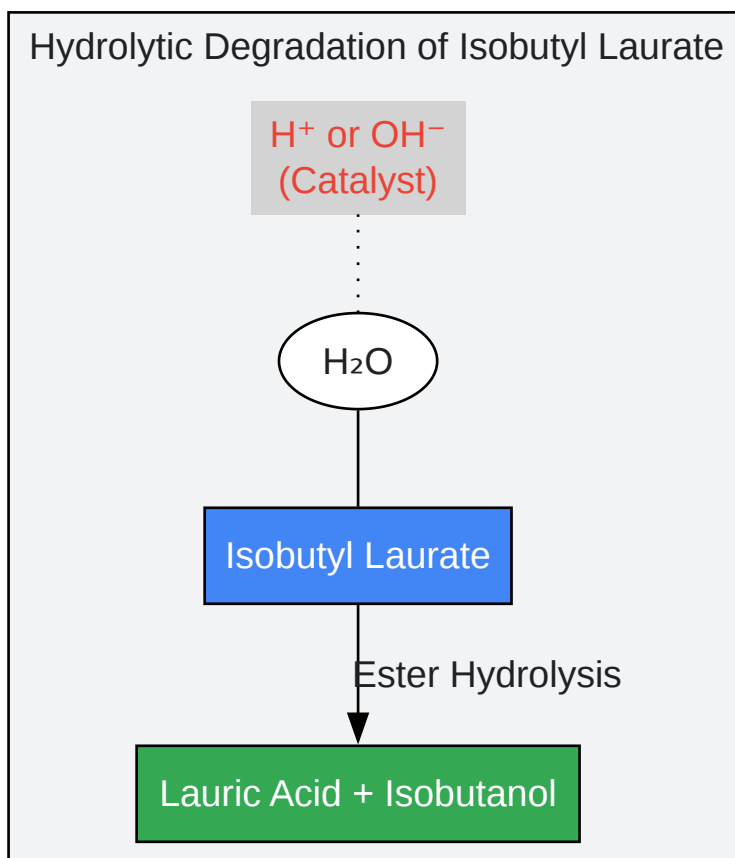 Hydrolytic Degradation of Isobutyl Laurate
H⁺ or OH⁻
(Catalyst)
H₂O
Isobutyl Laurate
Ester Hydrolysis
Lauric Acid + Isobutanol